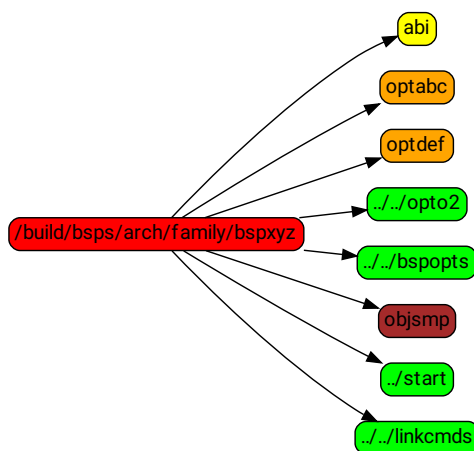 abi
optabc
optdef
../../opto2
/build/bsps/arch/family/bspxyz
../../bspopts
objsmp
../start
../../linkcmds